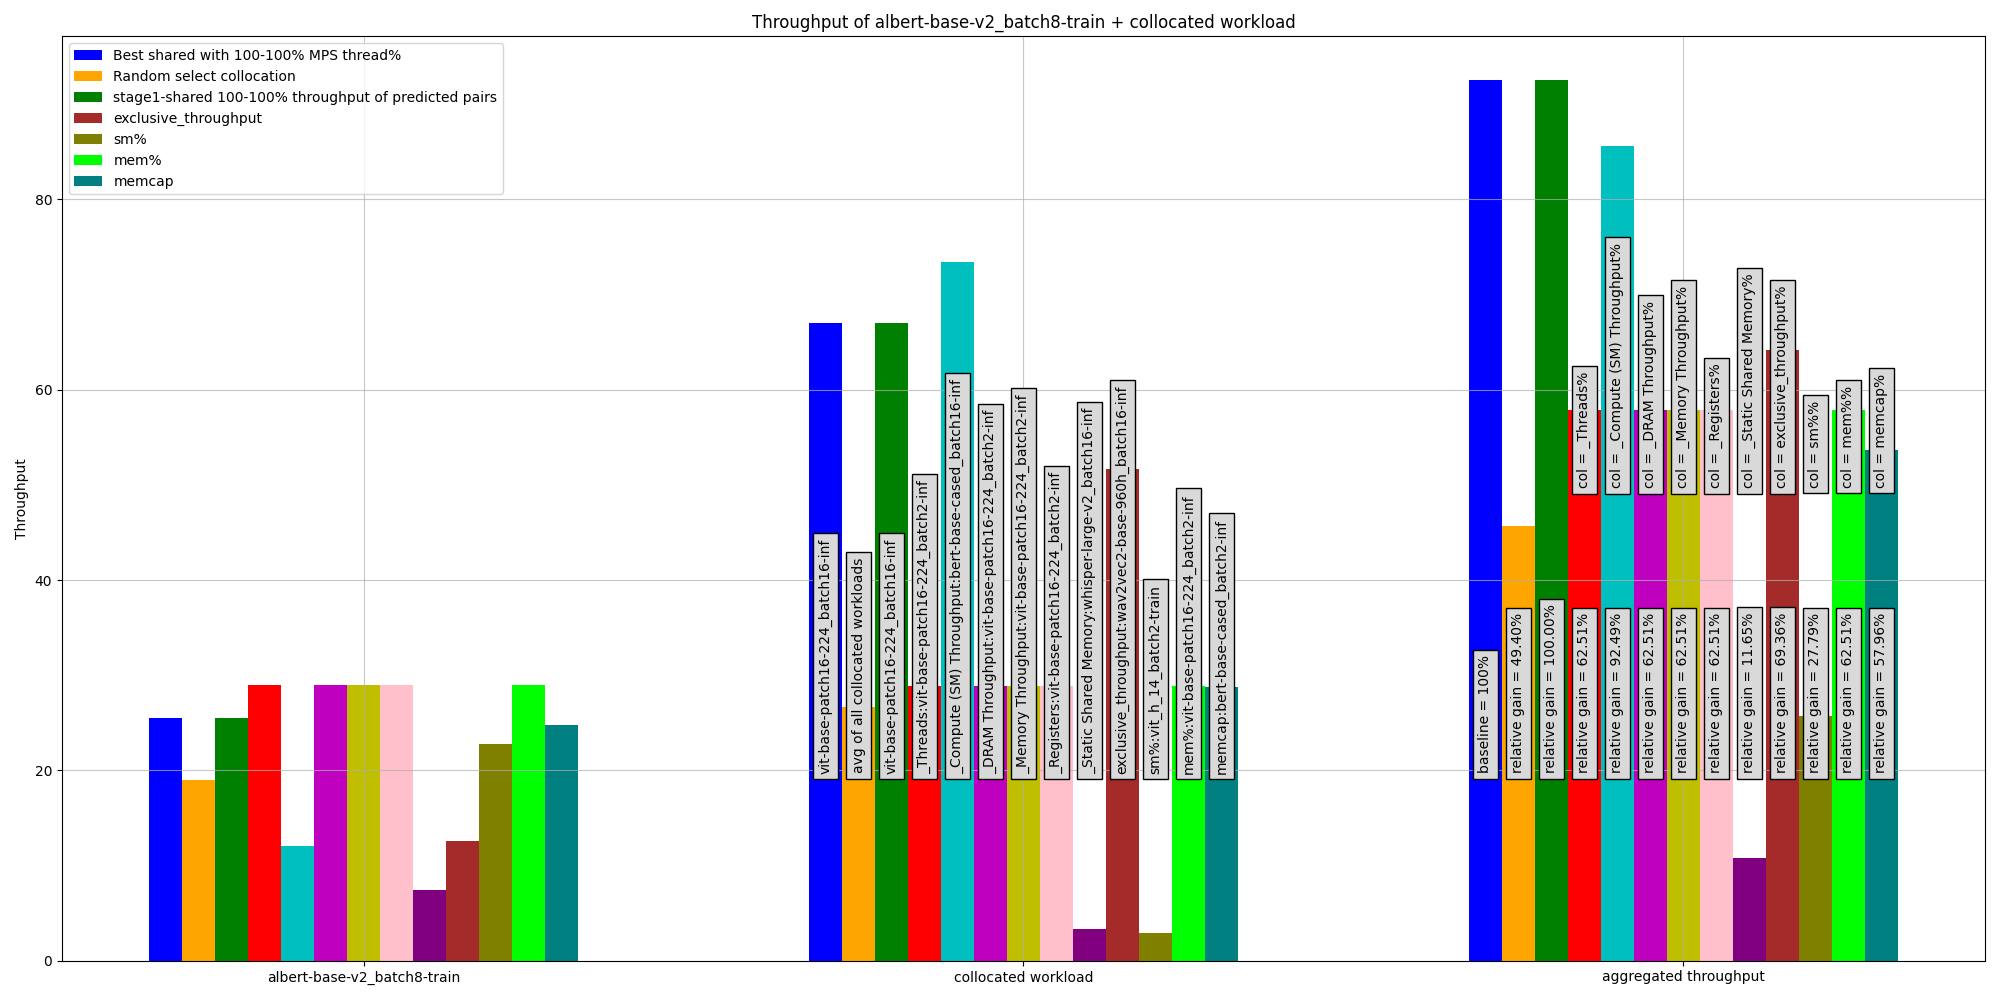 Throughput of albert-base-v2_batch8-train + collocated workload
Best shared with 100-100% MPS thread%
Random select collocation
stage1-shared 100-100% throughput of predicted pairs
exclusive_throughput
sm%
mem%
memcap
Throughput
80
60
40
20
0
vit-base-patch16-224_batch16-inf
avg of all collocated workloads
vit-base-patch16-224_batch16-inf
_Threads:vit-base-patch16-224_batch2-inf
_Compute (SM) Throughput:bert-base-cased_batch16-inf
_DRAM Throughput:vit-base-patch16-224_batch2-inf
_Memory Throughput:vit-base-patch16-224_batch2-inf
_Registers:vit-base-patch16-224_batch2-inf
_Static Shared Memory:whisper-large-v2_batch16-inf
exclusive_throughput:wav2vec2-base-960h_batch16-inf
sm%:vit_h_14_batch2-train
mem%:vit-base-patch16-224_batch2-inf
memcap:bert-base-cased_batch2-inf
col = _Threads%
col = _Compute (SM) Throughput%
col = _DRAM Throughput%
col = _Memory Throughput%
col = _Registers%
col = _Static Shared Memory%
col = exclusive_throughput%
col = sm%%
col = mem%%
col = memcap%
baseline = 100%
relative gain = 49.40%
relative gain = 100.00%
relative gain = 62.51%
relative gain = 92.49%
relative gain = 62.51%
relative gain = 62.51%
relative gain = 62.51%
relative gain = 11.65%
relative gain = 69.36%
relative gain = 27.79%
relative gain = 62.51%
relative gain = 57.96%
albert-base-v2_batch8-train
collocated workload
aggregated throughput